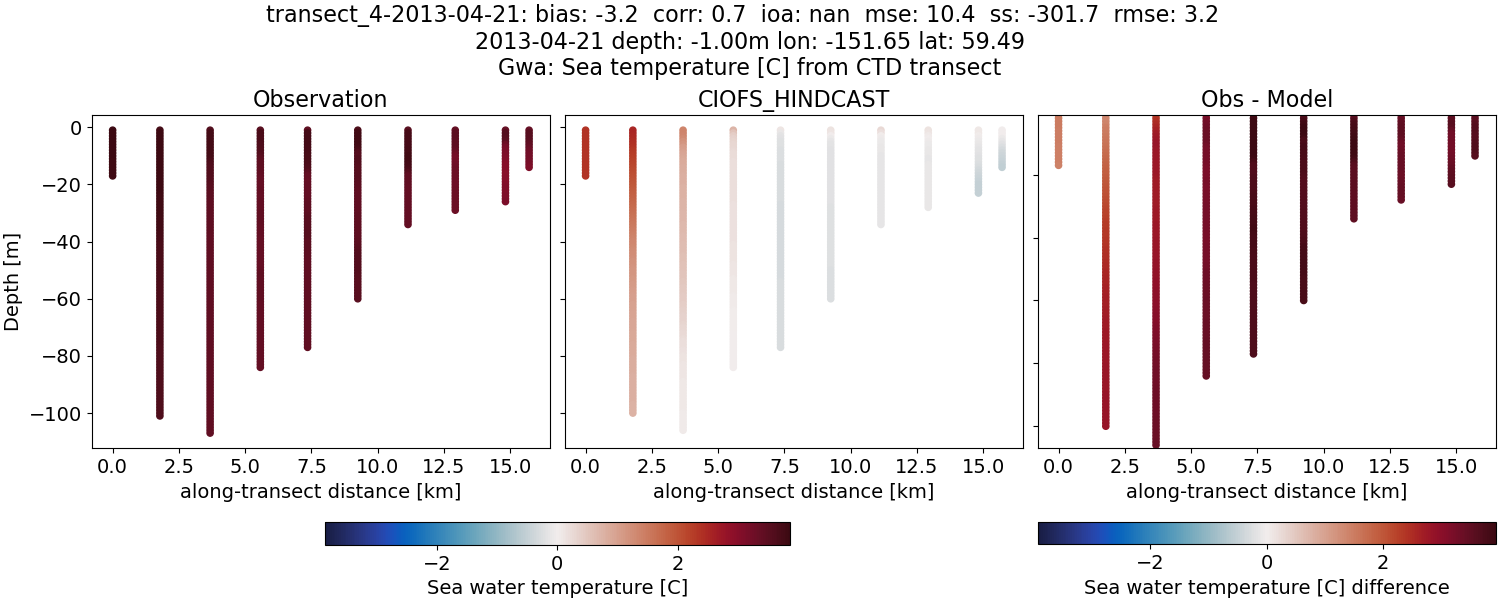 transect_4-2013-04-21: bias: -3.2  corr: 0.7  ioa: nan  mse: 10.4  ss: -301.7  rmse: 3.2
2013-04-21 depth: -1.00m lon: -151.65 lat: 59.49
Gwa: Sea temperature [C] from CTD transect
Observation
CIOFS_HINDCAST
Obs - Model
Depth [m]
0
−20
−40
−60
−80
−100
0.0 2.5 5.0 7.5 10.0 12.5 15.0
0.0 2.5 5.0 7.5 10.0 12.5 15.0
0.0 2.5 5.0 7.5 10.0 12.5 15.0
along-transect distance [km]
along-transect distance [km]
along-transect distance [km]
−2 0 2
Sea water temperature [C]
−2 0 2
Sea water temperature [C] difference